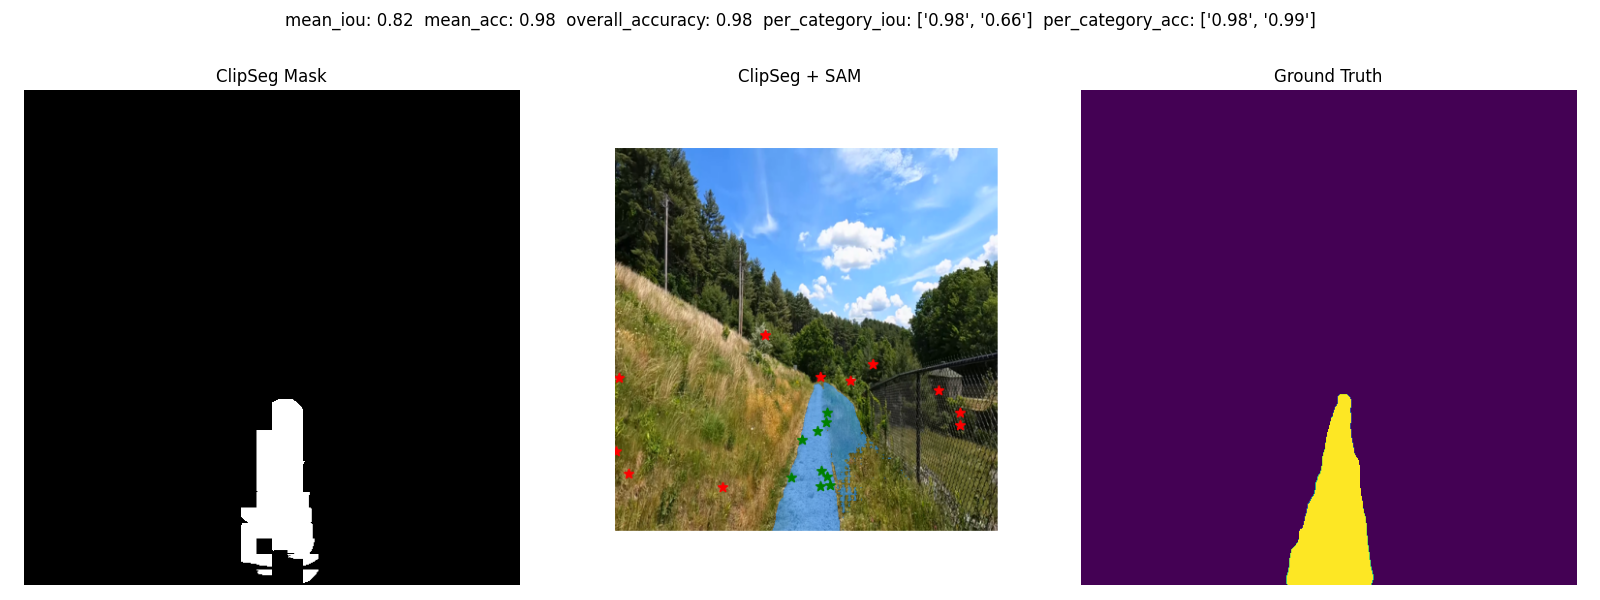 mean_iou: 0.82  mean_acc: 0.98  overall_accuracy: 0.98  per_category_iou: ['0.98', '0.66']  per_category_acc: ['0.98', '0.99']
ClipSeg Mask
ClipSeg + SAM
Ground Truth